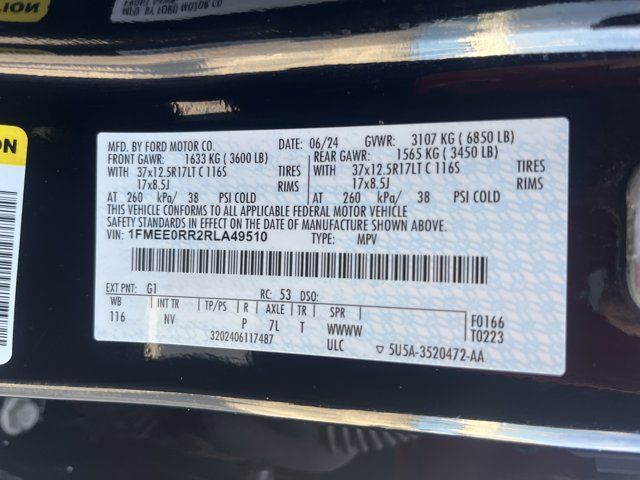 LION
MFD. BY FORD MOTOR CO.
DATE: 06/24 GVWR: 3107 KG ( 6850 LB)
FRONT GAWR: 1633 KG ( 3600 LB)
REAR GAWR: 1565 KG ( 3450 LB)
WITH 37x12.5R17LT C 116S TIRES
WITH 37x12.5R17LT C 116S TIRES
17x8.5J RIMS
17x8.5J RIMS
AT 260 kPa/ 38 PSI COLD
AT 260 kPa/ 38 PSI COLD
THIS VEHICLE CONFORMS TO ALL APPLICABLE FEDERAL MOTOR VEHICLE
SAFETY STANDARDS IN EFFECT ON THE DATE OF MANUFACTURE SHOWN ABOVE.
VIN: 1FMEE0RR2RLA49510 TYPE: MPV
EXT PNT: G1 RC: 53 DSO:
WB INT TR TP/PS R AXLE TR SPR
116 NV P 7L T WWWW
3202406117487 ULC
F0166
T0223
▽ 5U5A-3520472-AA
ON